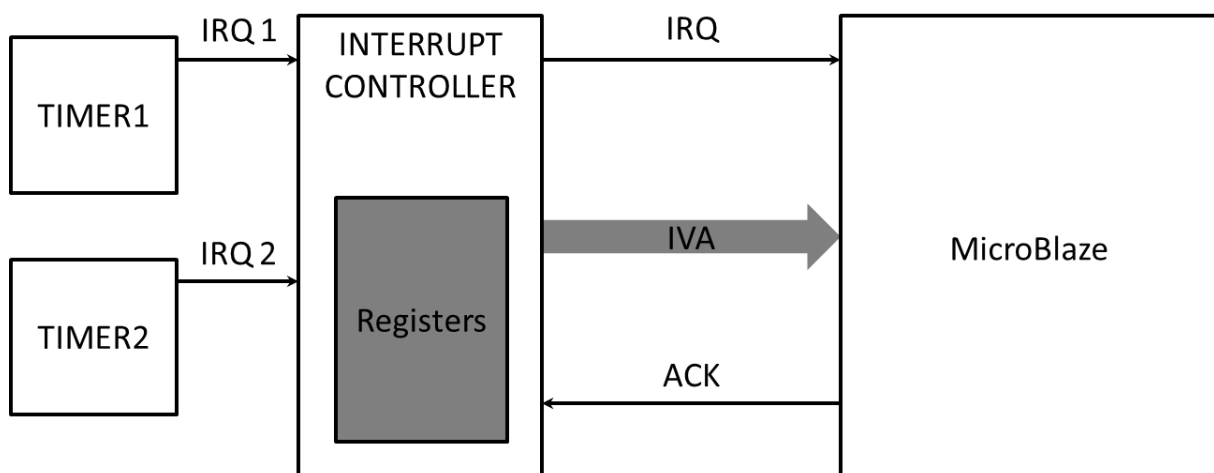 IRQ 1
INTERRUPT
CONTROLLER
IRQ
TIMER1
IVA
MicroBlaze
IRQ 2
Registers
TIMER2
ACK